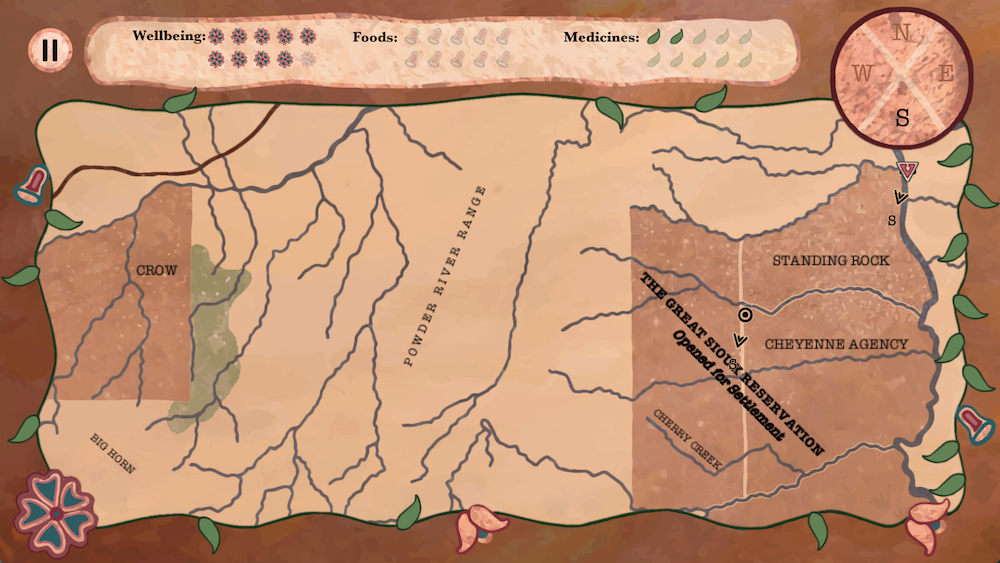 Wellbeing:
Foods:
Medicines:
N
W E
S
S
CROW
POWDER RIVER RANGE
STANDING ROCK
THE GREAT SIOUX RESERVATION
Opened for Settlement
CHEYENNE AGENCY
CHERRY CREEK
BIG HORN